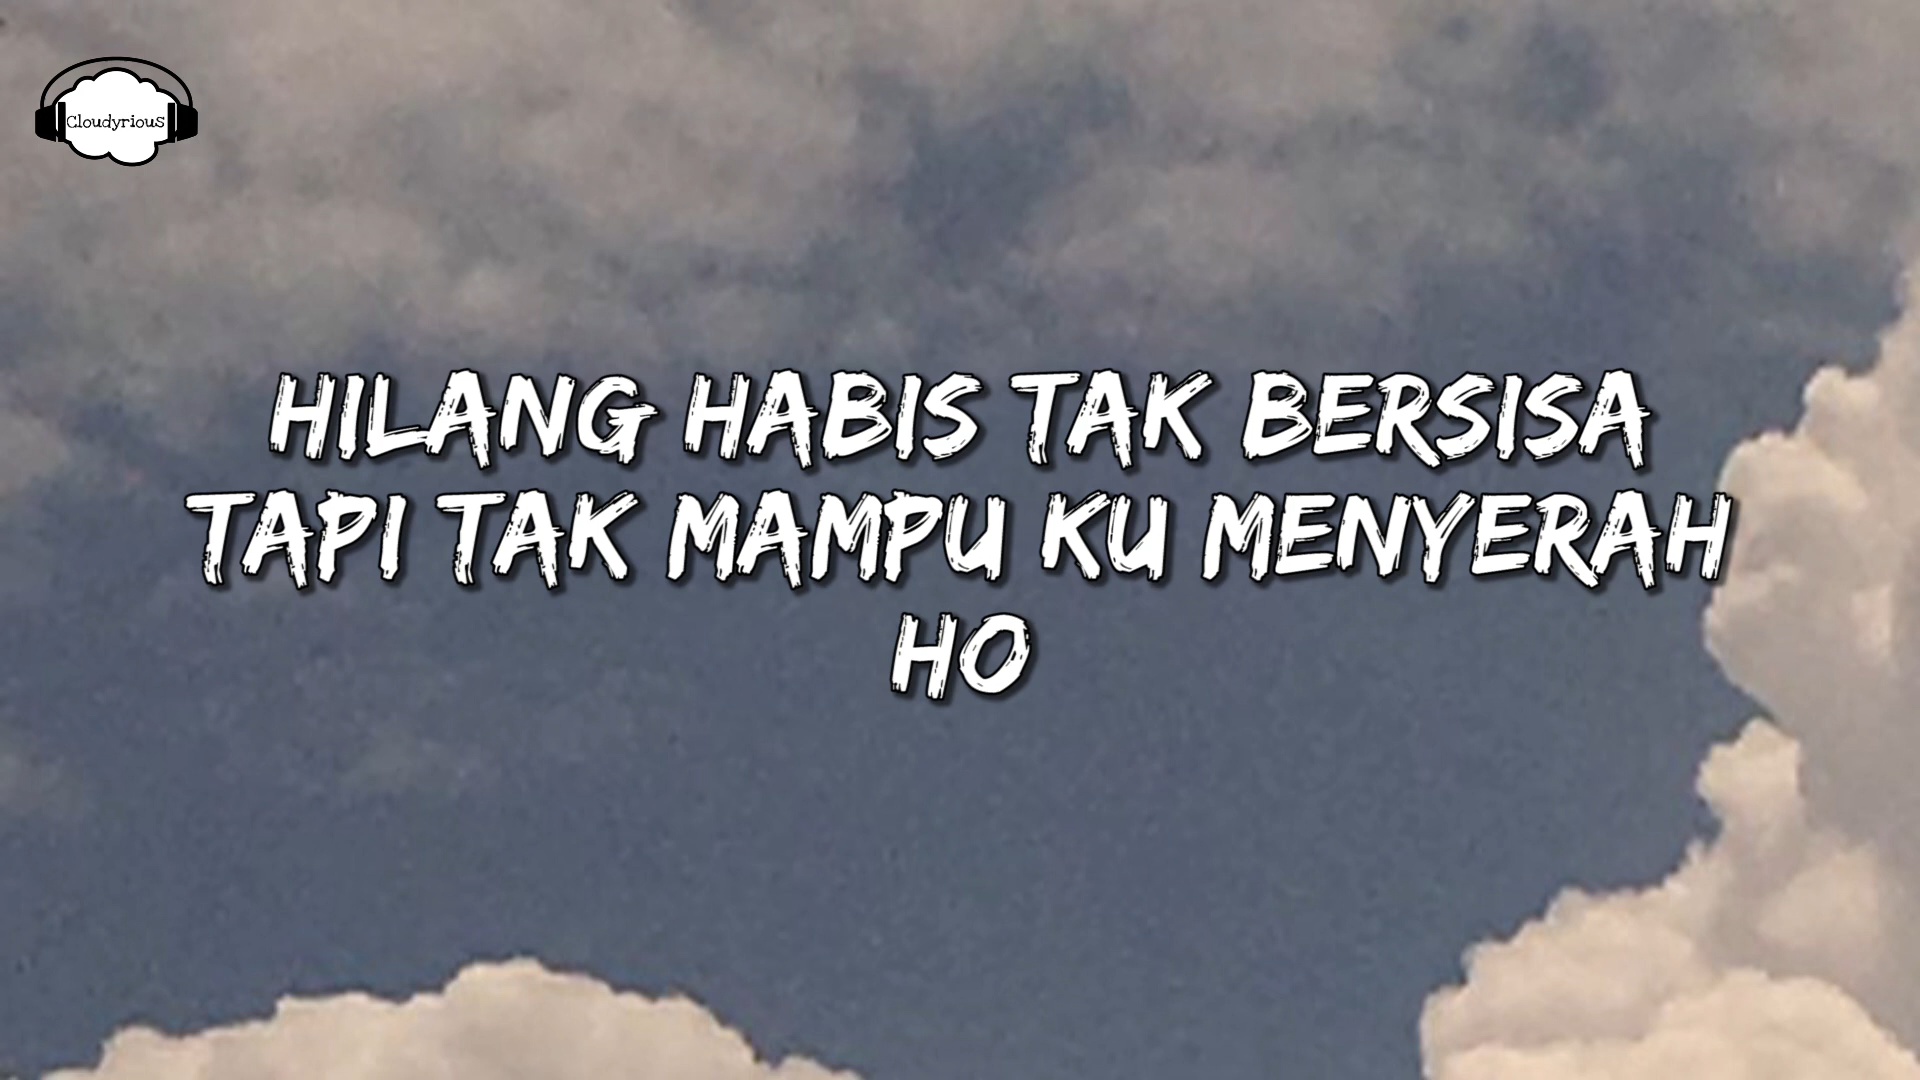 Cloudyrious
HILANG HABIS TAK BERSISA
TAPI TAK MAMPU KU MENYERAH
HO